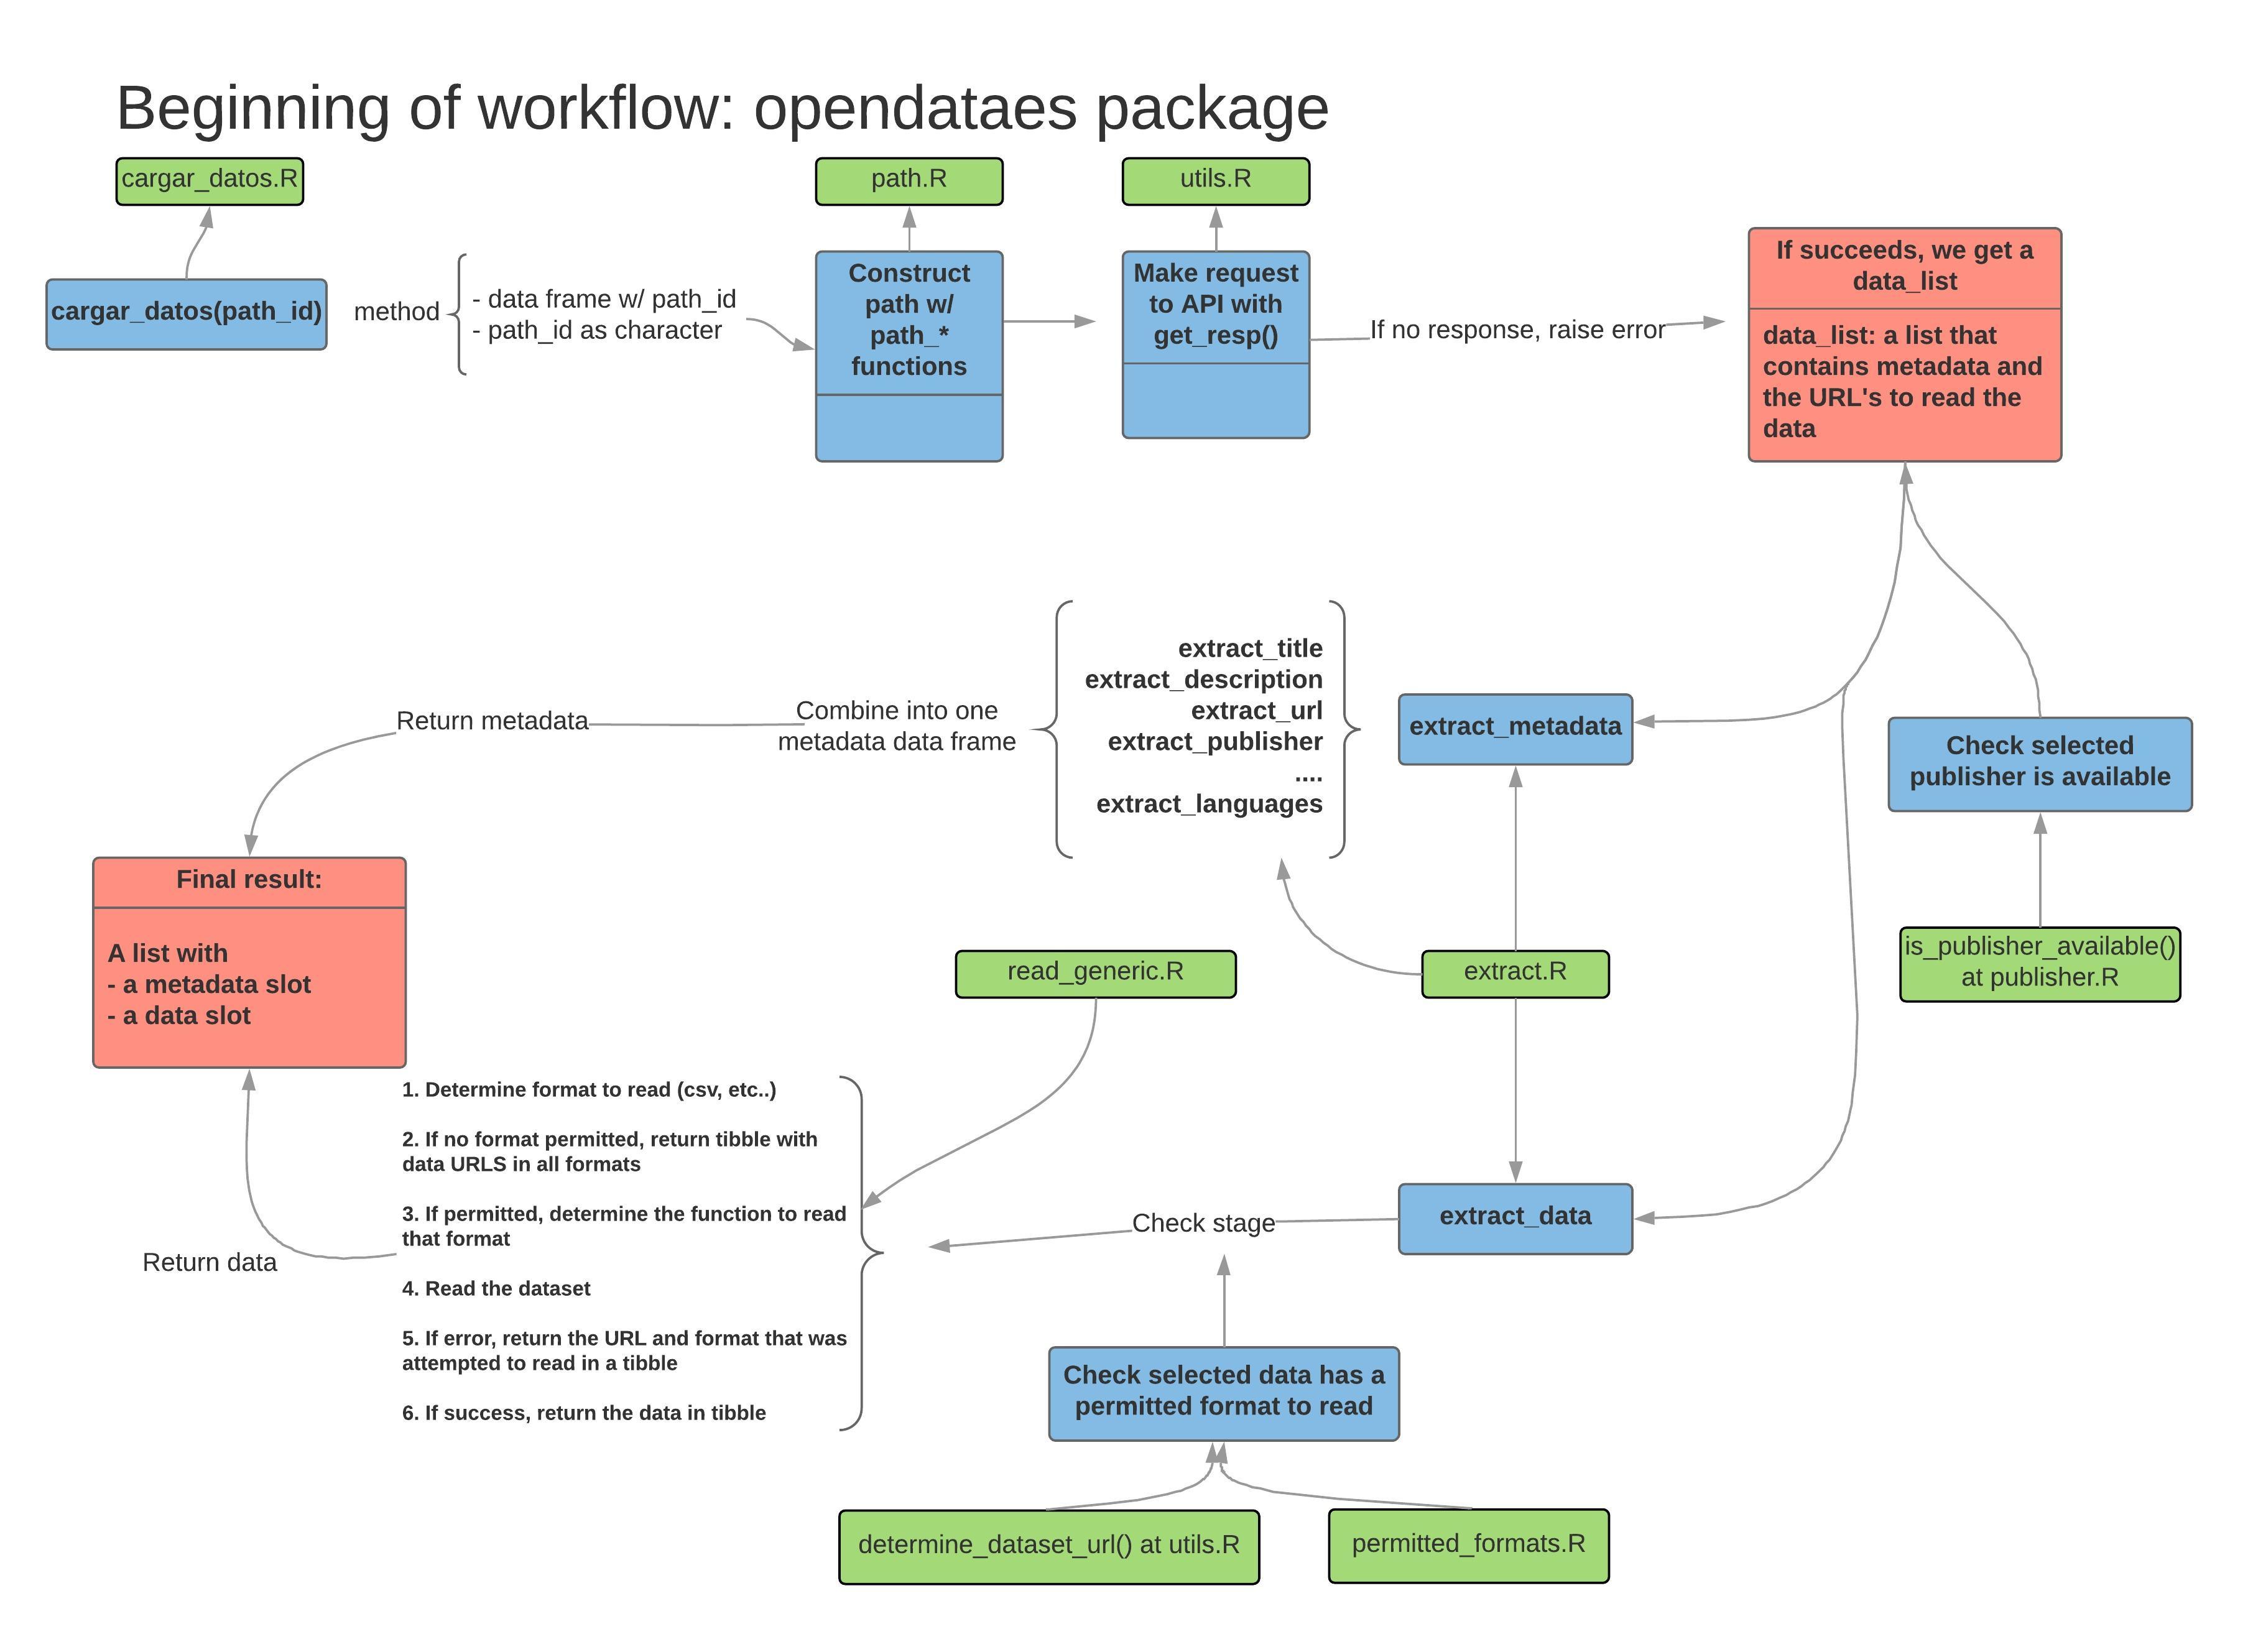 Beginning of workflow: opendataes package
cargar_datos.R
path.R
utils.R
cargar_datos(path_id)
method
- data frame w/ path_id
- path_id as character
Construct
path w/
path_*
functions
Make request
to API with
get_resp()
If no response, raise error
If succeeds, we get a
data_list
data_list: a list that
contains metadata and
the URL's to read the
data
Return metadata
Combine into one
metadata data frame
extract_title
extract_description
extract_url
extract_publisher
....
extract_languages
extract_metadata
Check selected
publisher is available
Final result:
A list with
- a metadata slot
- a data slot
read_generic.R
extract.R
is_publisher_available()
at publisher.R
1. Determine format to read (csv, etc..)
2. If no format permitted, return tibble with
data URLS in all formats
3. If permitted, determine the function to read
that format
4. Read the dataset
5. If error, return the URL and format that was
attempted to read in a tibble
6. If success, return the data in tibble
Return data
Check stage
extract_data
Check selected data has a
permitted format to read
determine_dataset_url() at utils.R
permitted_formats.R